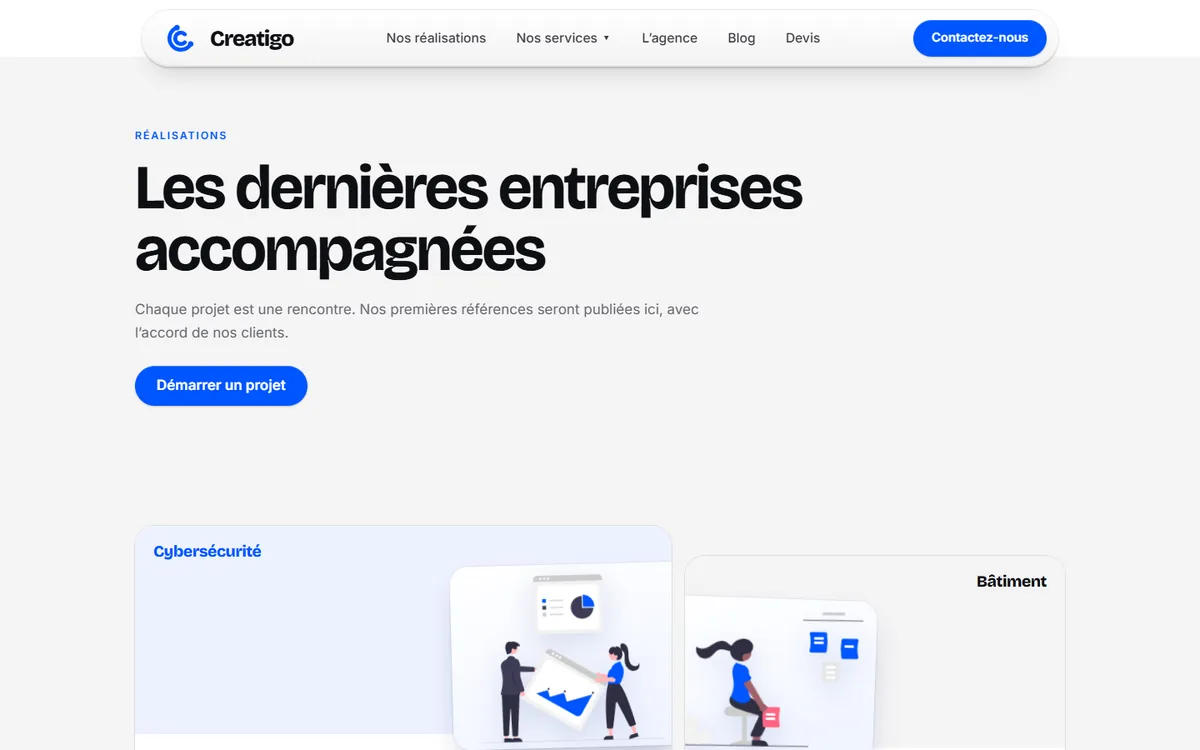 Creatigo
Nos réalisations
Nos services ▼
L’agence
Blog
Devis
Contactez-nous
RÉALISATIONS
Les dernières entreprises
accompagnées
Chaque projet est une rencontre. Nos premières références seront publiées ici, avec
l’accord de nos clients.
Démarrer un projet
Cybersécurité
Bâtiment